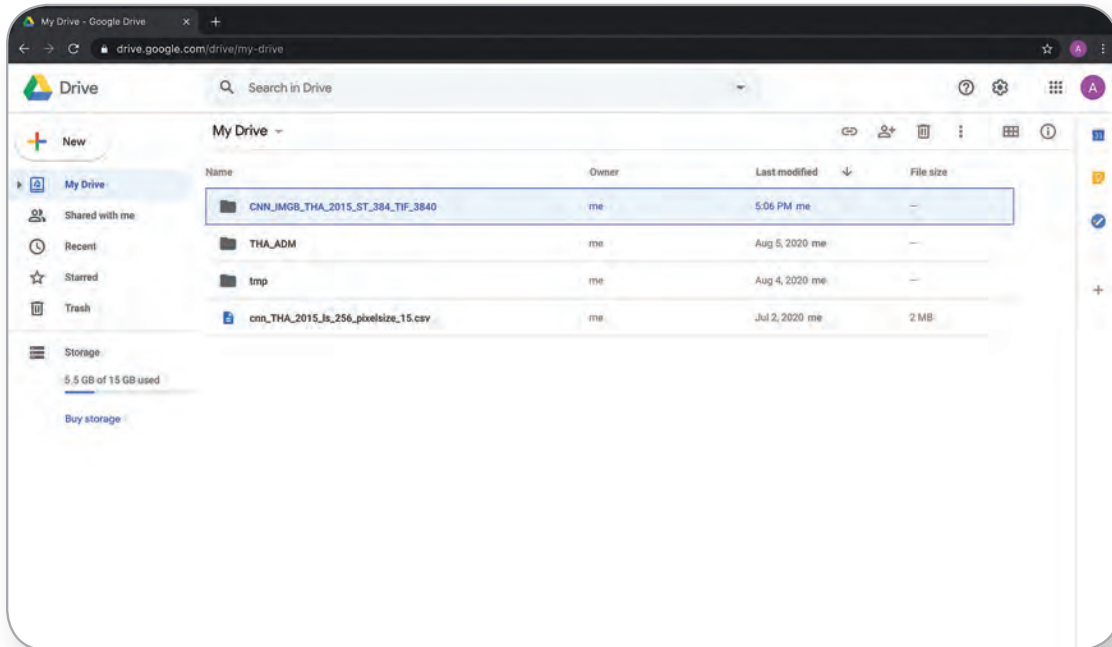 My Drive - Google Drive
drive.google.com/drive/my-drive
A
Drive
Search in Drive
A
New
My Drive
Name Owner Last modified File size
My Drive
CNN_IMGB_THA_2015_ST_384_TIF_3840 me 5:06 PM me —
Shared with me
Recent
THA_ADM me Aug 5, 2020 me —
Starred
tmp me Aug 4, 2020 me —
Trash
cnn_THA_2015_ls_256_pixelsize_15.csv me Jul 2, 2020 me 2 MB
Storage
5.5 GB of 15 GB used
Buy storage
31